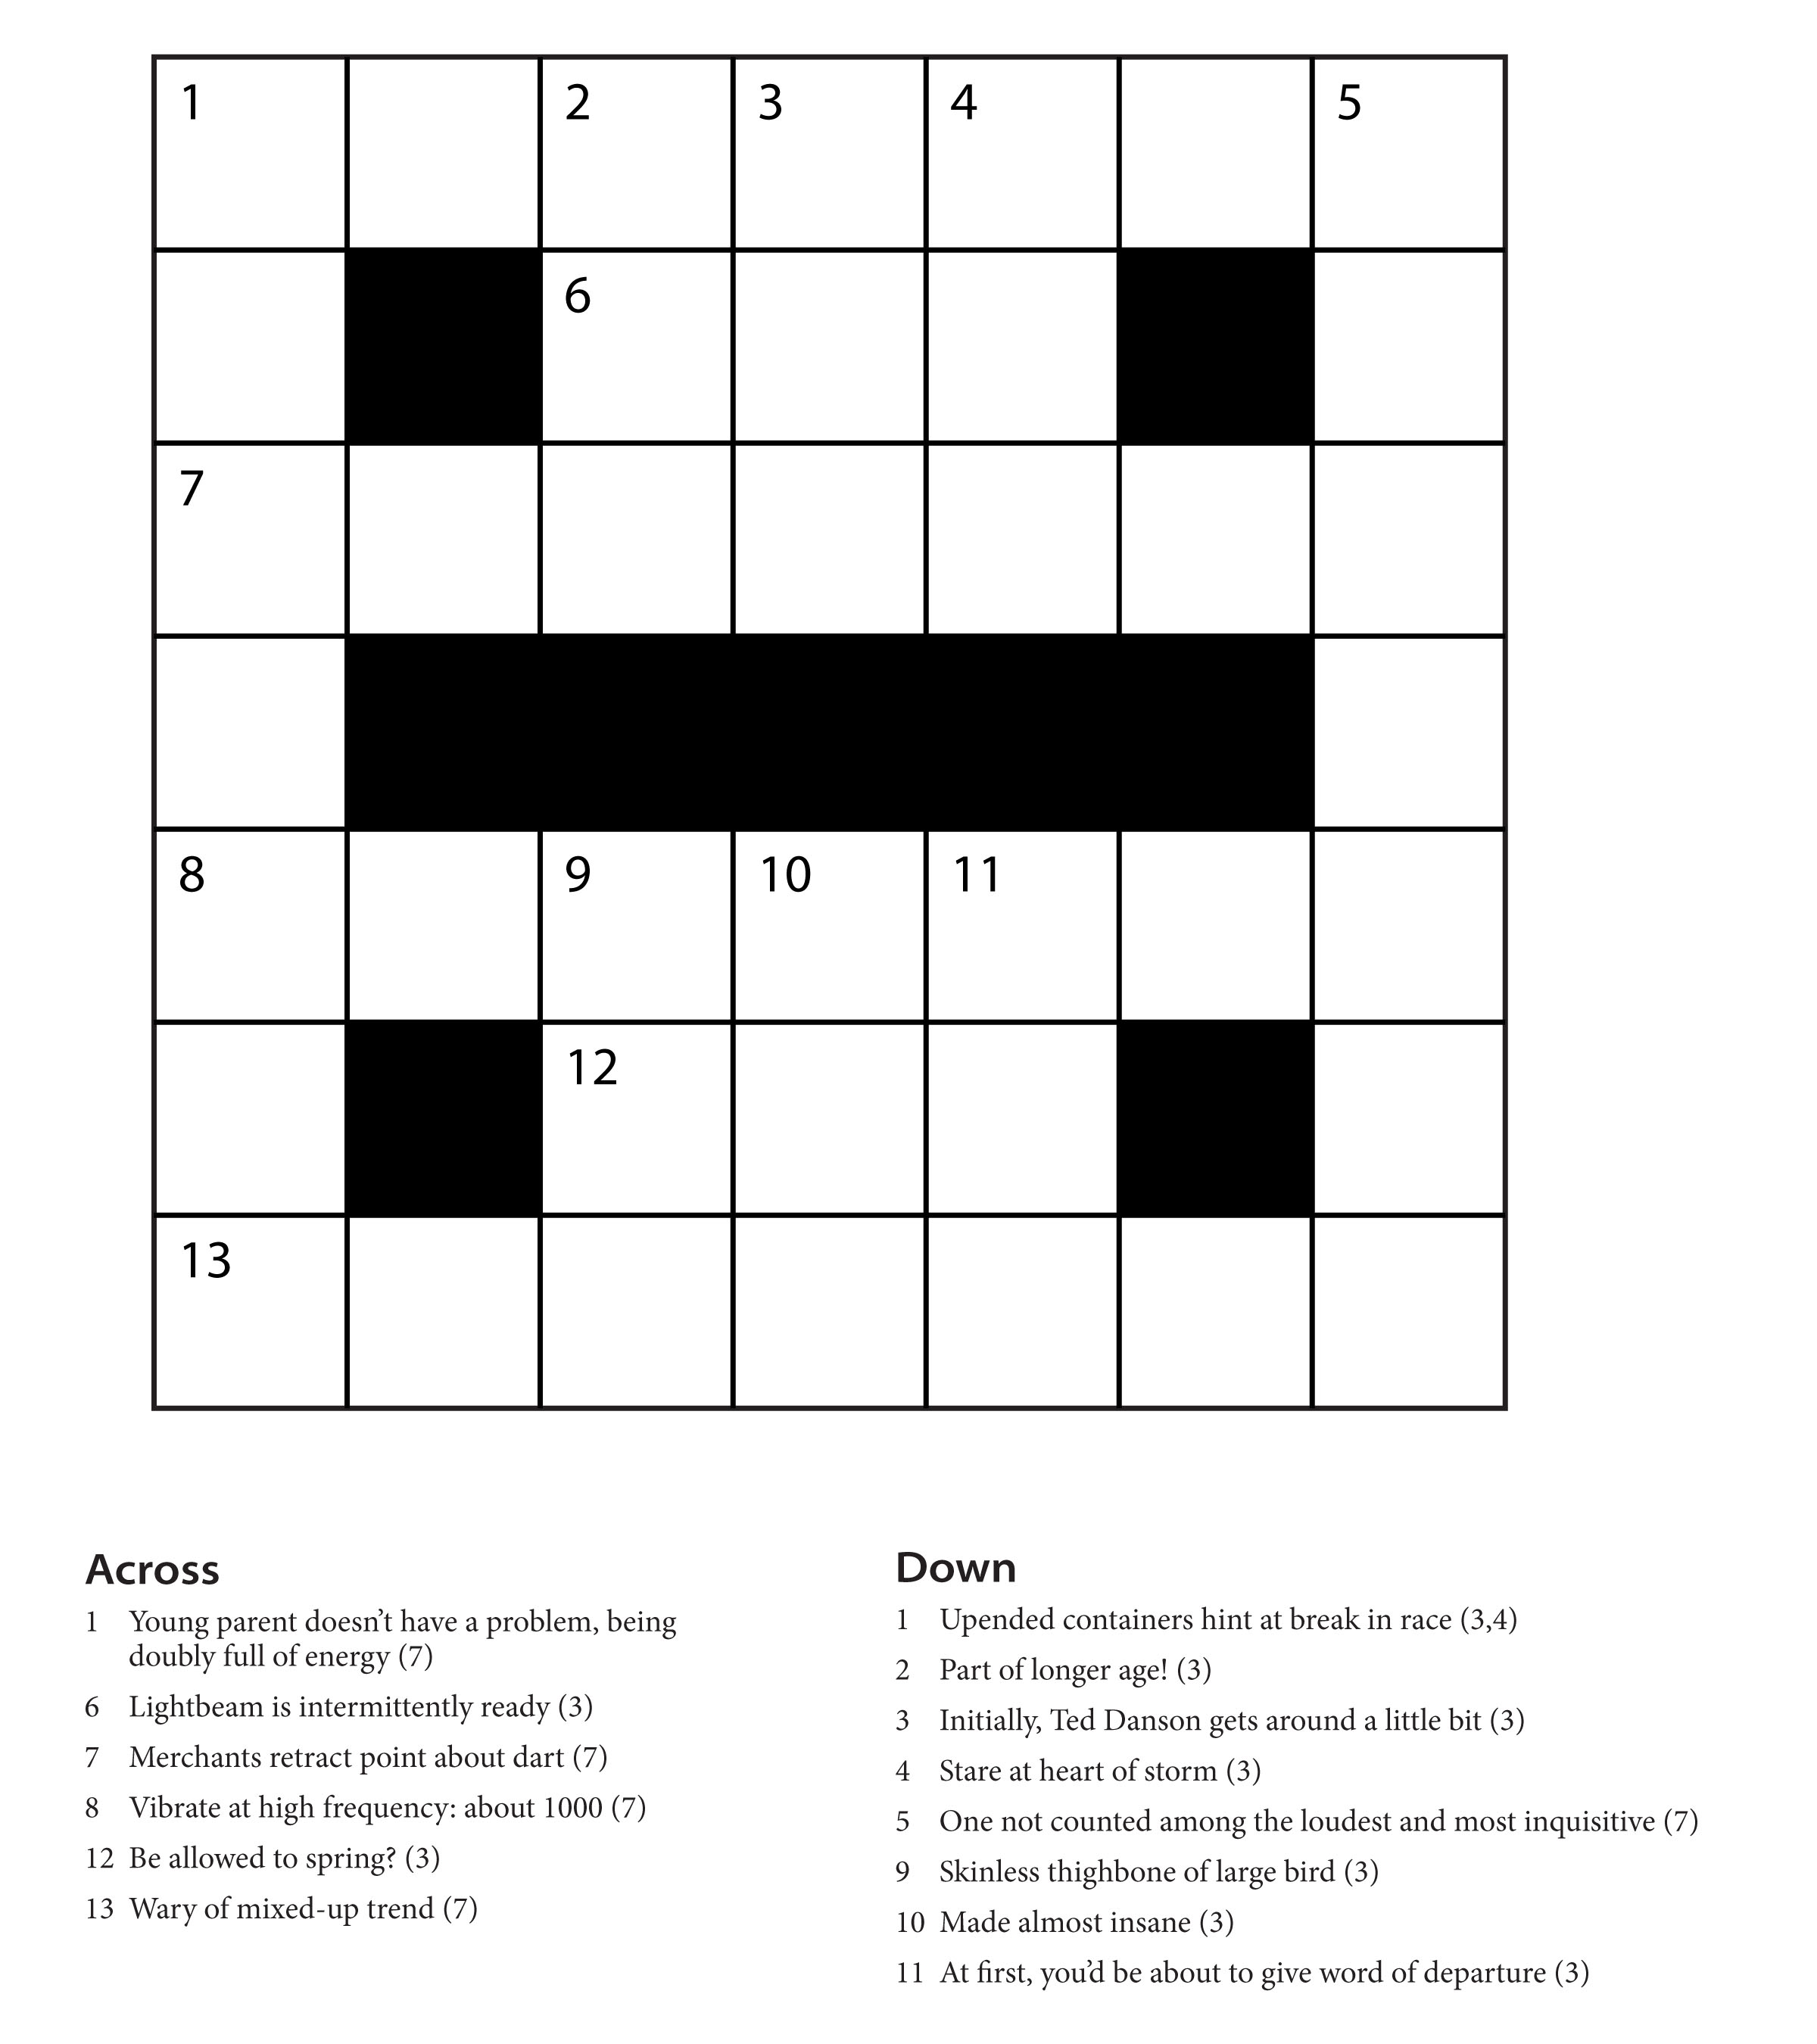 1 2 3 4 5
6
7
8 9 10 11
12
13
Across
1 Young parent doesn’t have a problem, being
doubly full of energy (7)
6 Lightbeam is intermittently ready (3)
7 Merchants retract point about dart (7)
8 Vibrate at high frequency: about 1000 (7)
12 Be allowed to spring? (3)
13 Wary of mixed-up trend (7)
Down
1 Upended containers hint at break in race (3,4)
2 Part of longer age! (3)
3 Initially, Ted Danson gets around a little bit (3)
4 Stare at heart of storm (3)
5 One not counted among the loudest and most inquisitive (7)
9 Skinless thighbone of large bird (3)
10 Made almost insane (3)
11 At first, you’d be about to give word of departure (3)